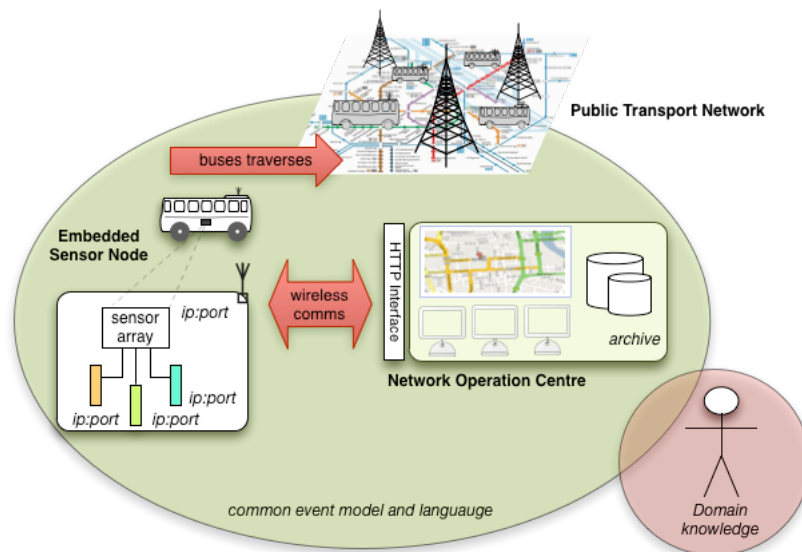 Public Transport Network
buses traverses
Embedded
Sensor Node
ip:port
sensor
array
ip:port
ip:port
ip:port
wireless
comms
HTTP Interface
archive
Network Operation Centre
common event model and languauge
Domain
knowledge